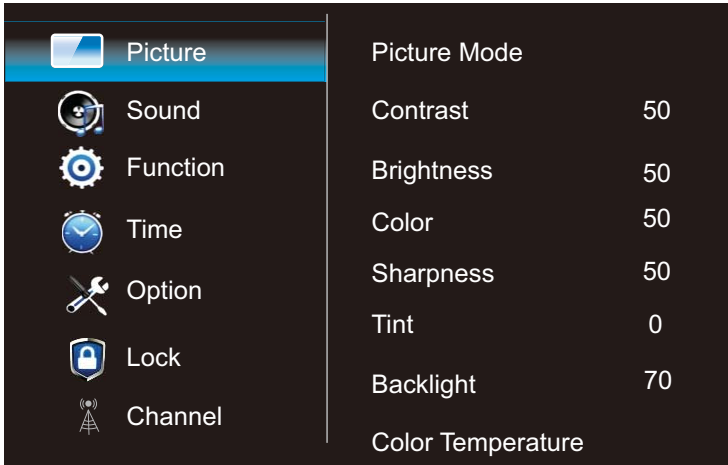 Picture
Sound
Function
Time
Option
Lock
Channel
Picture Mode
Contrast 50
Brightness 50
Color 50
Sharpness 50
Tint 0
Backlight 70
Color Temperature